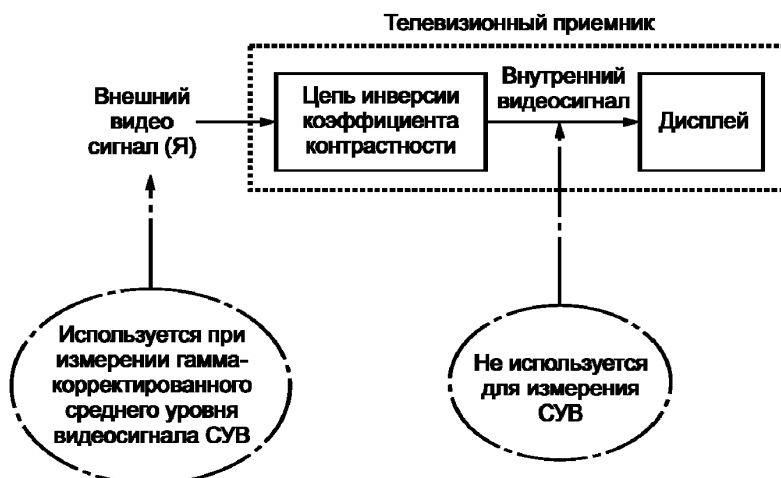 Телевизионный приемник
Внешний
видео
сигнал (Я)
Цепь инверсии
коэффициента
контрастности
Внутренний
видеосигнал
Дисплей
Используется при
измерении гамма-
корректированного
среднего уровня
видеосигнала СУВ
Не используется
для измерения
СУВ